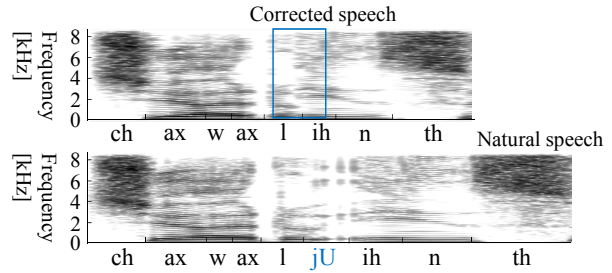 Corrected speech
Frequency
[kHz]
8
6
4
2
0
ch ax w ax l ih n th
Natural speech
Frequency
[kHz]
8
6
4
2
0
ch ax w ax l jU ih n th